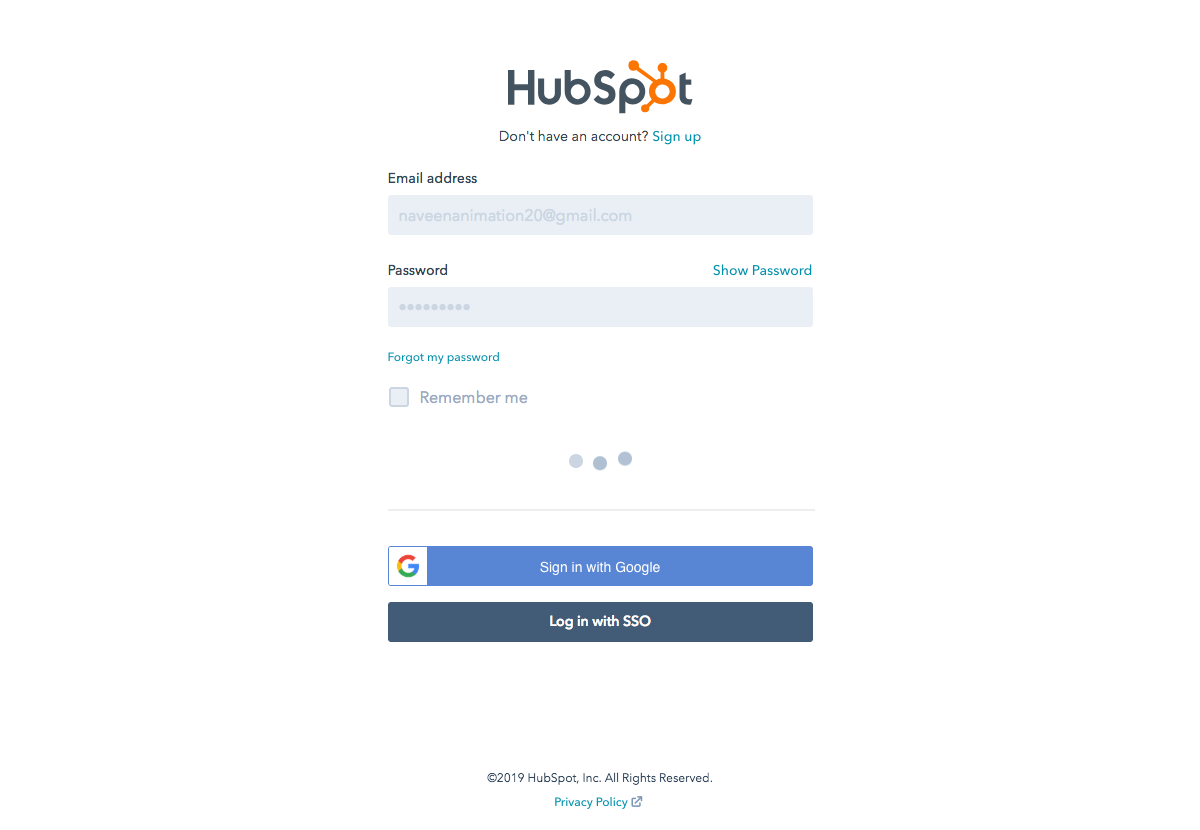 HubSpot
Don't have an account? Sign up
Email address
naveenanimation20@gmail.com
Password Show Password
•••••••••
Forgot my password
Remember me
Sign in with Google
Log in with SSO
©2019 HubSpot, Inc. All Rights Reserved.
Privacy Policy